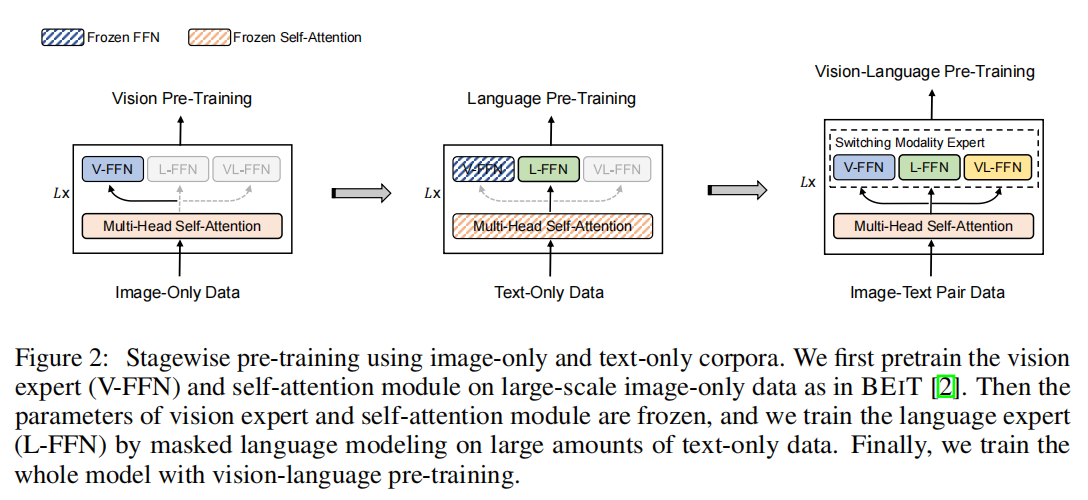 Frozen FFN
Frozen Self-Attention
Vision Pre-Training
V-FFN
L-FFN
VL-FFN
Lx
Multi-Head Self-Attention
Image-Only Data
Language Pre-Training
V-FFN
L-FFN
VL-FFN
Lx
Multi-Head Self-Attention
Text-Only Data
Vision-Language Pre-Training
Switching Modality Expert
V-FFN
L-FFN
VL-FFN
Lx
Multi-Head Self-Attention
Image-Text Pair Data
Figure 2: Stagewise pre-training using image-only and text-only corpora. We first pretrain the vision
expert (V-FFN) and self-attention module on large-scale image-only data as in BEIT [2]. Then the
parameters of vision expert and self-attention module are frozen, and we train the language expert
(L-FFN) by masked language modeling on large amounts of text-only data. Finally, we train the
whole model with vision-language pre-training.